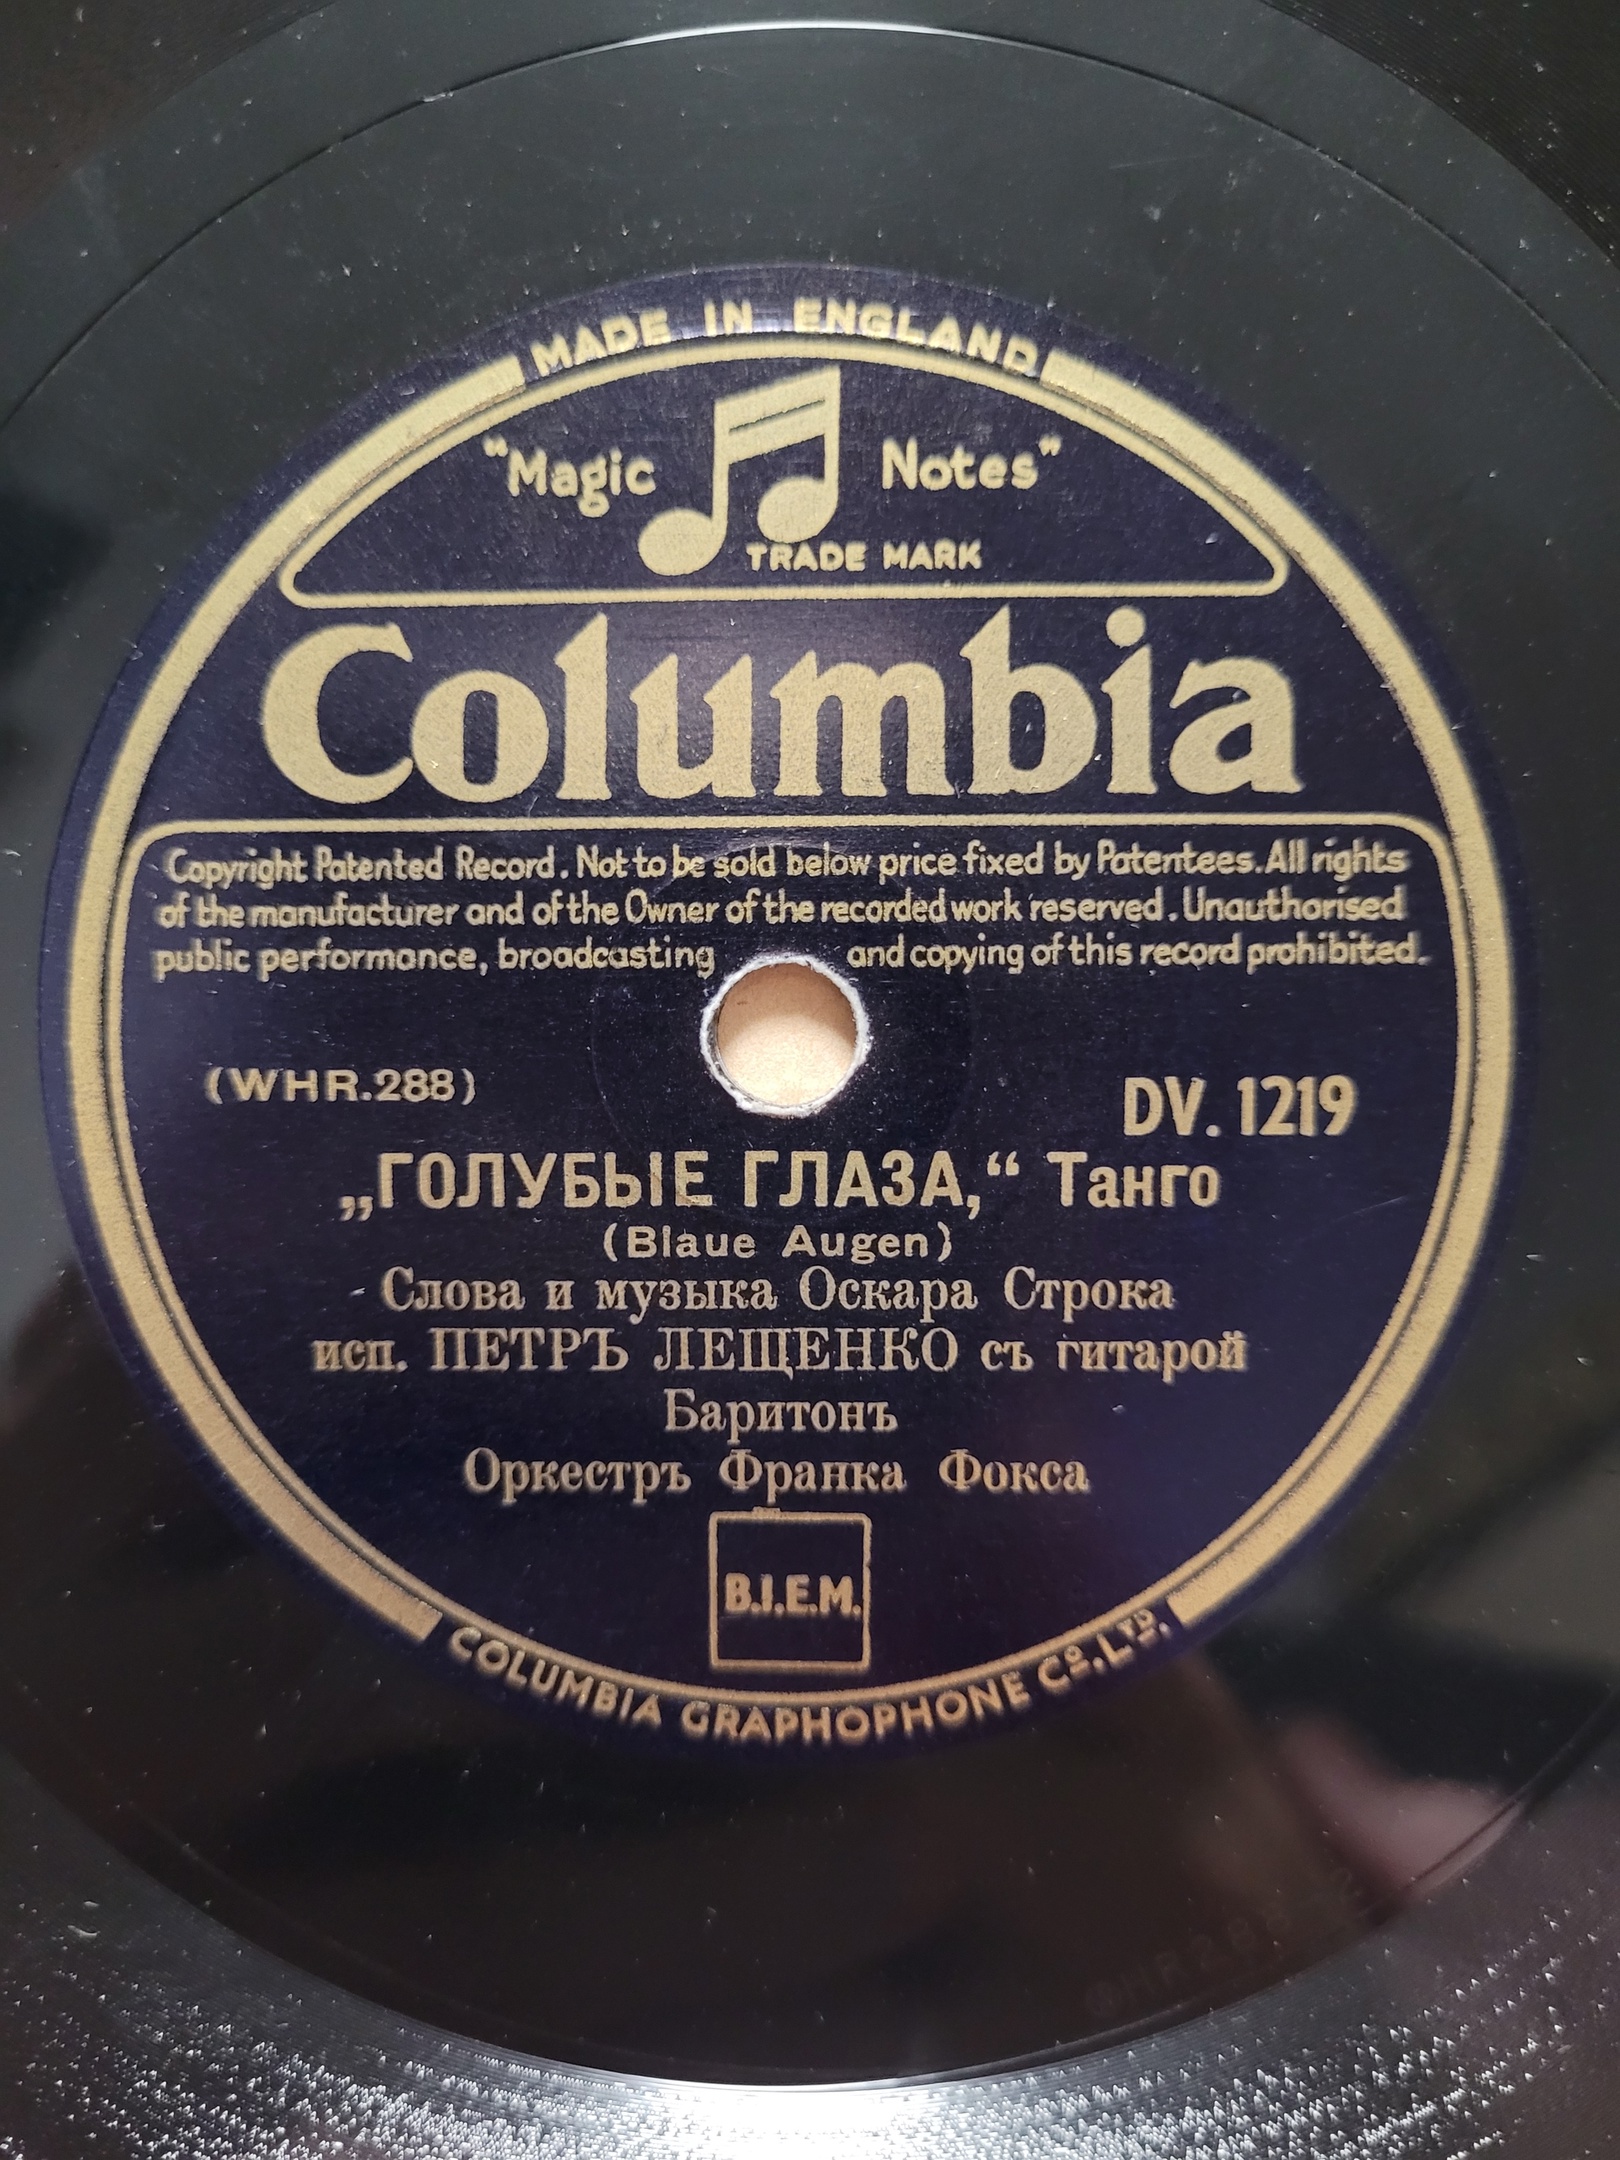 MADE IN ENGLAND
"Magic Notes"
TRADE MARK
Columbia
Copyright Patented Record. Not to be sold below price fixed by Patentees. All rights
of the manufacturer and of the Owner of the recorded work reserved. Unauthorised
public performance, broadcasting and copying of this record prohibited.
(WHR.288)
DV. 1219
„ГОЛУБЫЕ ГЛАЗА,“ Танго
(Blaue Augen)
Слова и музыка Оскара Строка
исп. ПЕТРЪ ЛЕЩЕНКО съ гитарой
Баритонъ
Оркестръ Франка Фокса
B.I.E.M.
COLUMBIA GRAPHOPHONE Co. LTD.